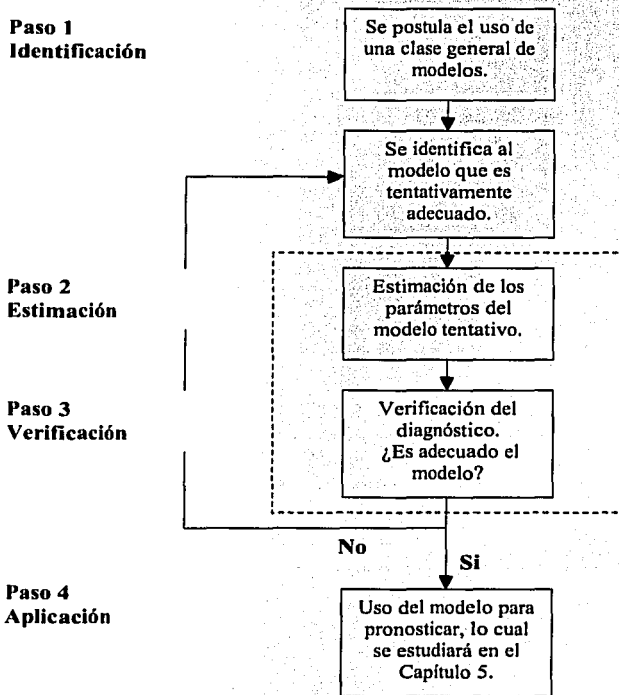 Paso 1
Identificación
Se postula el uso de
una clase general de
modelos.
Se identifica al
modelo que es
tentativamente
adecuado.
Paso 2
Estimación
Estimación de los
parámetros del
modelo tentativo.
Paso 3
Verificación
Verificación del
diagnóstico.
¿Es adecuado el
modelo?
No
Si
Paso 4
Aplicación
Uso del modelo para
pronosticar, lo cual
se estudiará en el
Capítulo 5.